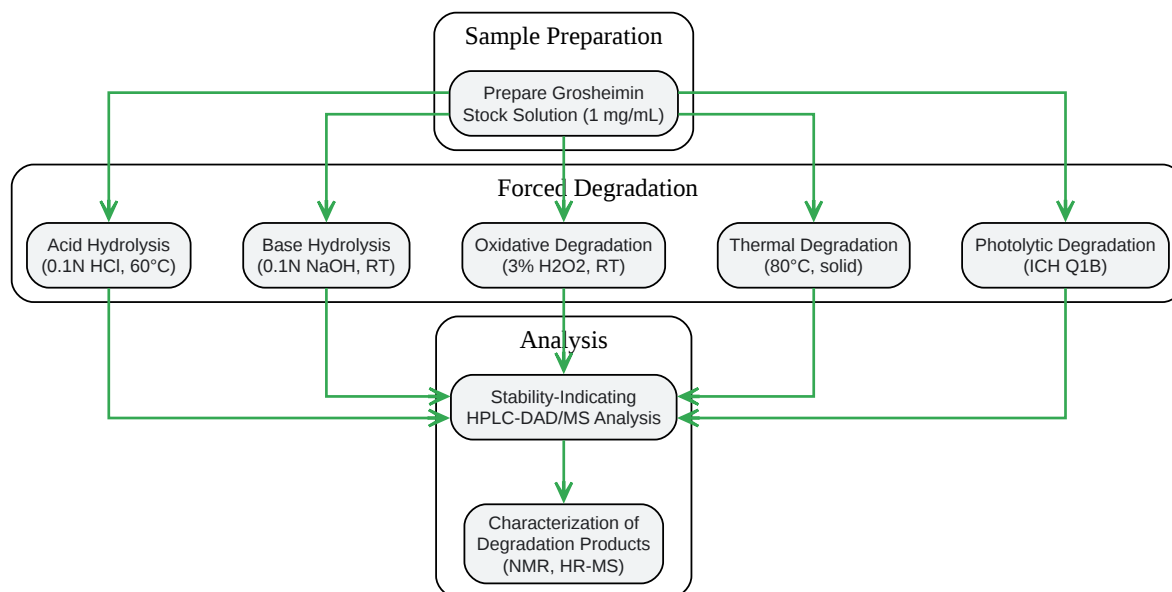 Sample Preparation
Prepare Grosheimin
Stock Solution (1 mg/mL)
Forced Degradation
Acid Hydrolysis
(0.1N HCl, 60°C)
Base Hydrolysis
(0.1N NaOH, RT)
Oxidative Degradation
(3% H2O2, RT)
Thermal Degradation
(80°C, solid)
Photolytic Degradation
(ICH Q1B)
Analysis
Stability-Indicating
HPLC-DAD/MS Analysis
Characterization of
Degradation Products
(NMR, HR-MS)